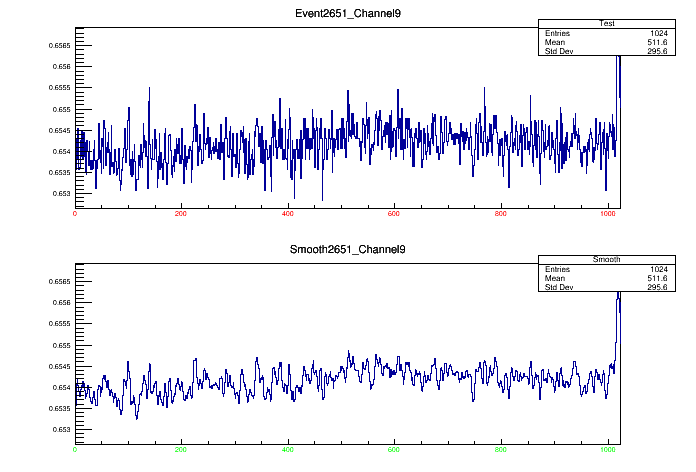 Event2651_Channel9
Test
Entries 1024
Mean 511.6
Std Dev 295.6
0.6565
0.656
0.6555
0.655
0.6545
0.654
0.6535
0.653
0 200 400 600 800 1000
Smooth2651_Channel9
Smooth
Entries 1024
Mean 511.6
Std Dev 295.6
0.6565
0.656
0.6555
0.655
0.6545
0.654
0.6535
0.653
0 200 400 600 800 1000